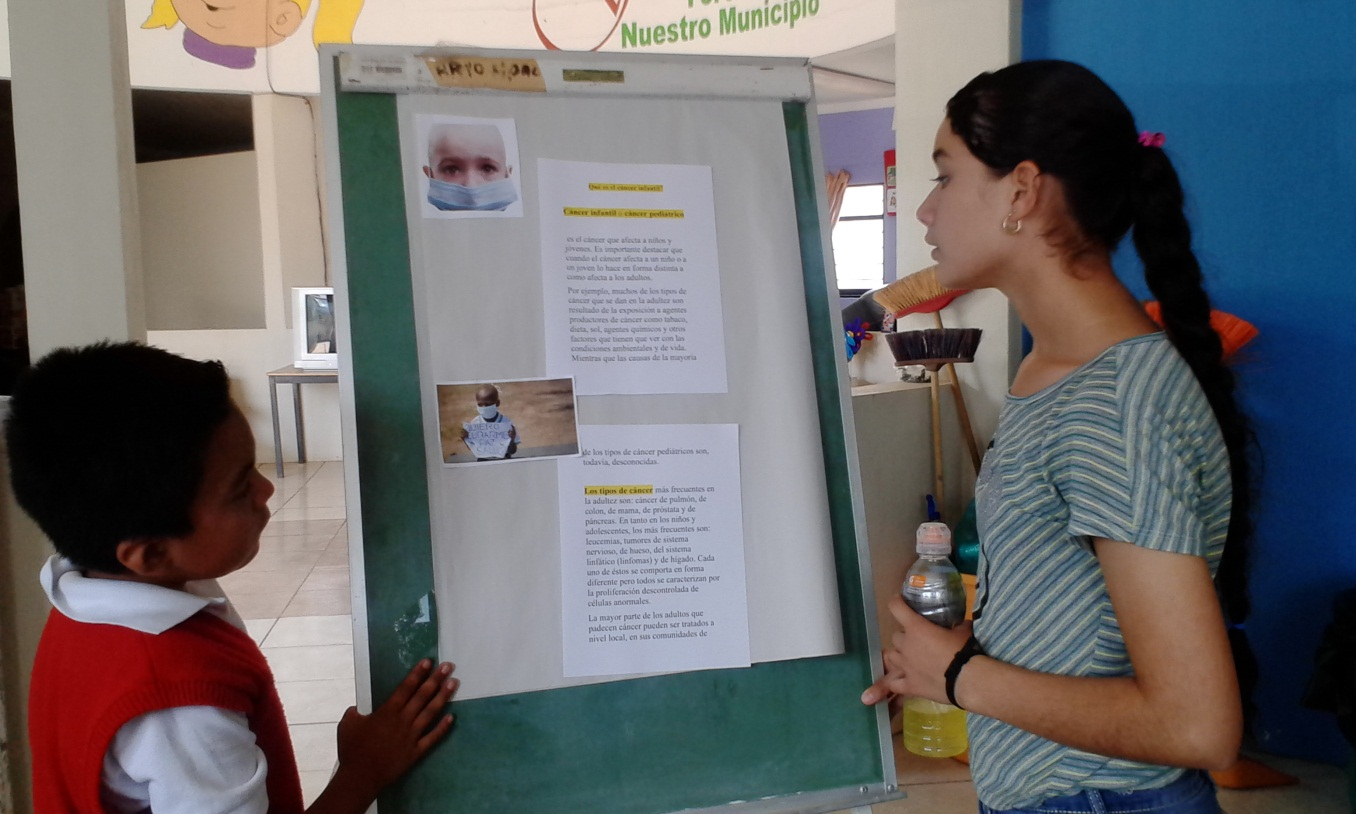 Nuestro Municipio
Qué es el cáncer infantil?
Cáncer infantil o cáncer pediátrico
es el cáncer que afecta a niños y
jóvenes. Es importante destacar que
cuando el cáncer afecta a un niño o a
un joven lo hace en forma distinta a
como afecta a los adultos.
Por ejemplo, muchos de los tipos de
cáncer que se dan en la adultez son
resultado de la exposición a agentes
productores de cáncer como tabaco,
dieta, sol, agentes químicos y otros
factores que tienen que ver con las
condiciones ambientales y de vida.
Mientras que las causas de la mayoría
QUIERO
de los tipos de cáncer pediátricos son,
todavía, desconocidas.
Los tipos de cáncer más frecuentes en
la adultez son: cáncer de pulmón, de
colon, de mama, de próstata y de
páncreas. En tanto en los niños y
adolescentes, los más frecuentes son:
leucemias, tumores de sistema
nervioso, de hueso, del sistema
linfático (linfomas) y de hígado. Cada
uno de éstos se comporta en forma
diferente pero todos se caracterizan por
la proliferación descontrolada de
células anormales.
La mayor parte de los adultos que
padecen cáncer pueden ser tratados a
nivel local, en sus comunidades de